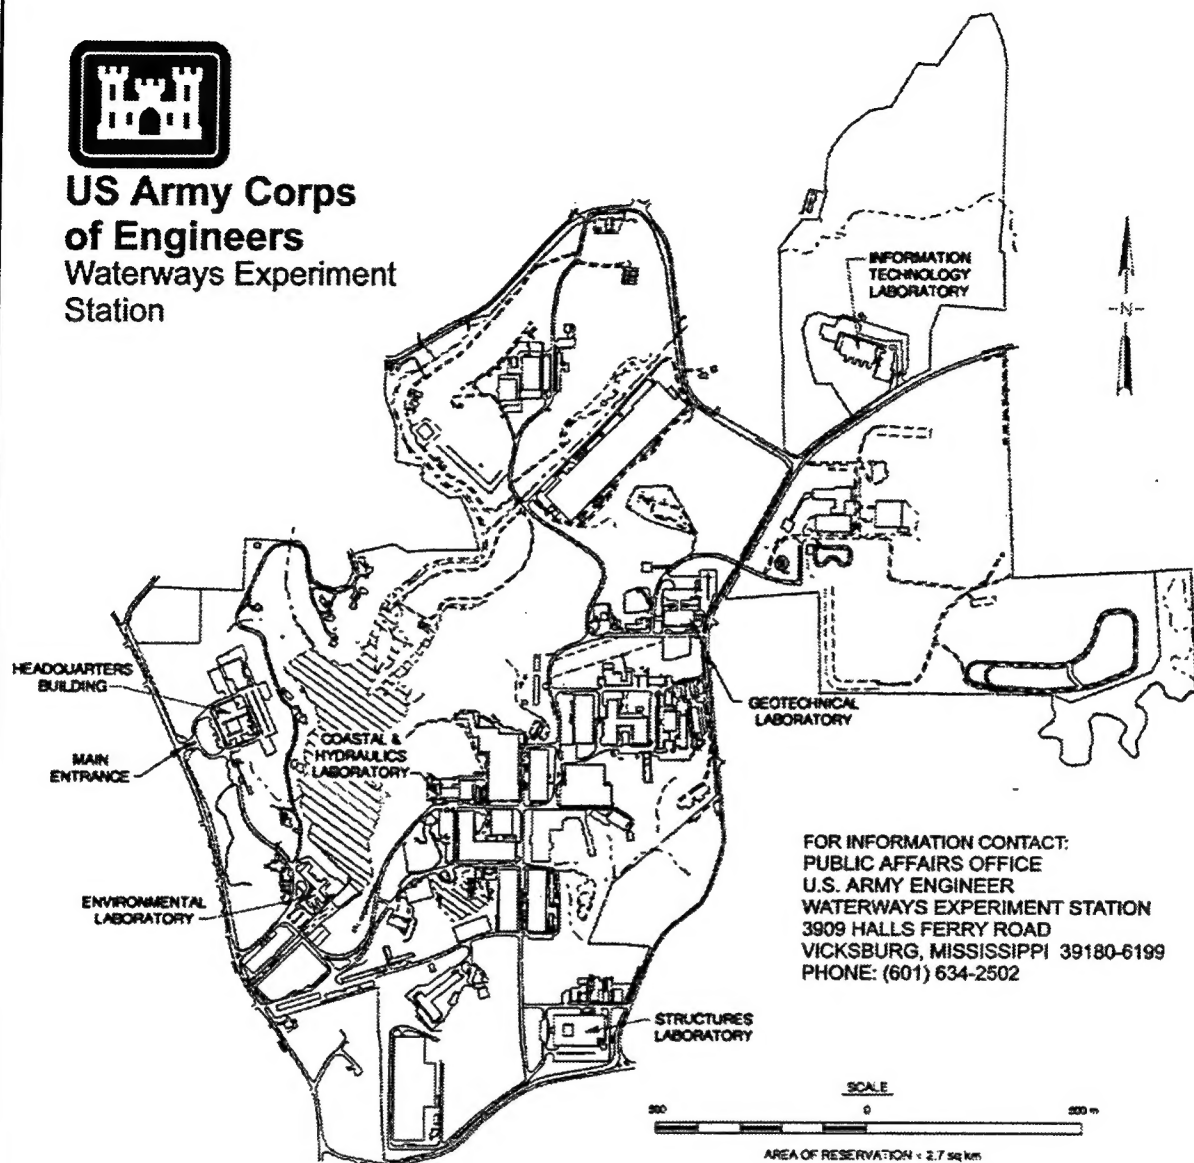 US Army Corps
of Engineers
Waterways Experiment
Station
INFORMATION
TECHNOLOGY
LABORATORY
N
HEADQUARTERS
BUILDING
MAIN
ENTRANCE
COASTAL &
HYDRAULICS
LABORATORY
GEOTECHNICAL
LABORATORY
ENVIRONMENTAL
LABORATORY
STRUCTURES
LABORATORY
FOR INFORMATION CONTACT:
PUBLIC AFFAIRS OFFICE
U.S. ARMY ENGINEER
WATERWAYS EXPERIMENT STATION
3909 HALLS FERRY ROAD
VICKSBURG, MISSISSIPPI 39180-6199
PHONE: (601) 634-2502
SCALE
500 0 500 m
AREA OF RESERVATION = 2.7 sq km